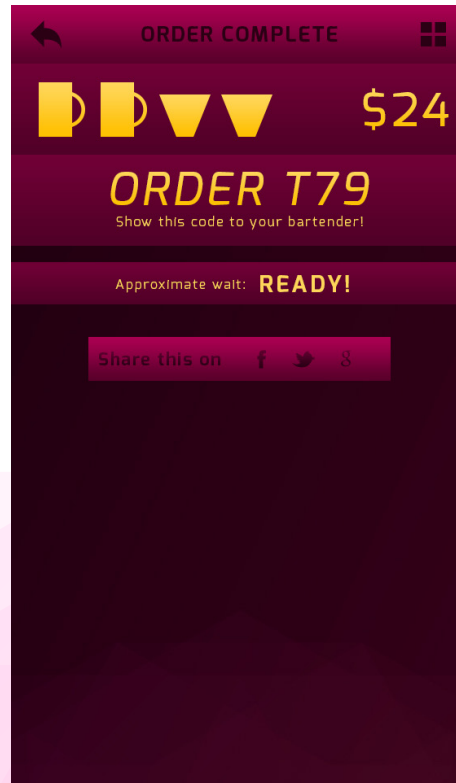 ORDER COMPLETE
$24
ORDER T79
Show this code to your bartender!
Approximate wait: READY!
Share this on